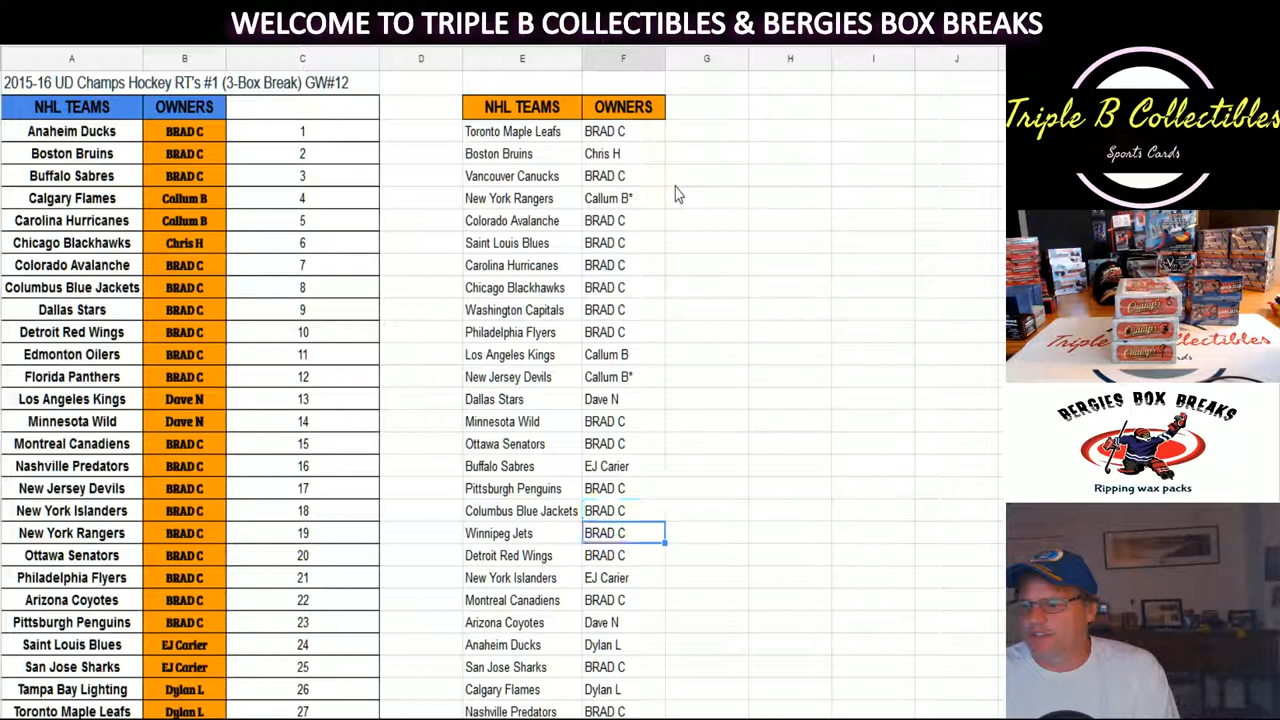 WELCOME TO TRIPLE B COLLECTIBLES & BERGIES BOX BREAKS
A B C D E F G H I J
2015-16 UD Champs Hockey RT's #1 (3-Box Break) GW#12
NHL TEAMS OWNERS NHL TEAMS OWNERS
Anaheim Ducks BRAD C 1 Toronto Maple Leafs BRAD C
Boston Bruins BRAD C 2 Boston Bruins Chris H
Buffalo Sabres BRAD C 3 Vancouver Canucks BRAD C
Calgary Flames Callum B 4 New York Rangers Callum B*
Carolina Hurricanes Callum B 5 Colorado Avalanche BRAD C
Chicago Blackhawks Chris H 6 Saint Louis Blues BRAD C
Colorado Avalanche BRAD C 7 Carolina Hurricanes BRAD C
Columbus Blue Jackets BRAD C 8 Chicago Blackhawks BRAD C
Dallas Stars BRAD C 9 Washington Capitals BRAD C
Detroit Red Wings BRAD C 10 Philadelphia Flyers BRAD C
Edmonton Oilers BRAD C 11 Los Angeles Kings Callum B
Florida Panthers BRAD C 12 New Jersey Devils Callum B*
Los Angeles Kings Dave N 13 Dallas Stars Dave N
Minnesota Wild Dave N 14 Minnesota Wild BRAD C
Montreal Canadiens BRAD C 15 Ottawa Senators BRAD C
Nashville Predators BRAD C 16 Buffalo Sabres EJ Carier
New Jersey Devils BRAD C 17 Pittsburgh Penguins BRAD C
New York Islanders BRAD C 18 Columbus Blue Jackets BRAD C
New York Rangers BRAD C 19 Winnipeg Jets BRAD C
Ottawa Senators BRAD C 20 Detroit Red Wings BRAD C
Philadelphia Flyers BRAD C 21 New York Islanders EJ Carier
Arizona Coyotes BRAD C 22 Montreal Canadiens BRAD C
Pittsburgh Penguins BRAD C 23 Arizona Coyotes Dave N
Saint Louis Blues EJ Carier 24 Anaheim Ducks Dylan L
San Jose Sharks EJ Carier 25 San Jose Sharks BRAD C
Tampa Bay Lighting Dylan L 26 Calgary Flames Dylan L
Toronto Maple Leafs Dylan L 27 Nashville Predators BRAD C
Triple B Collectibles
Sports Cards
Champs
Champs
Champs
Collectibles
Cards
BERGIES BOX BREAKS
Ripping wax packs